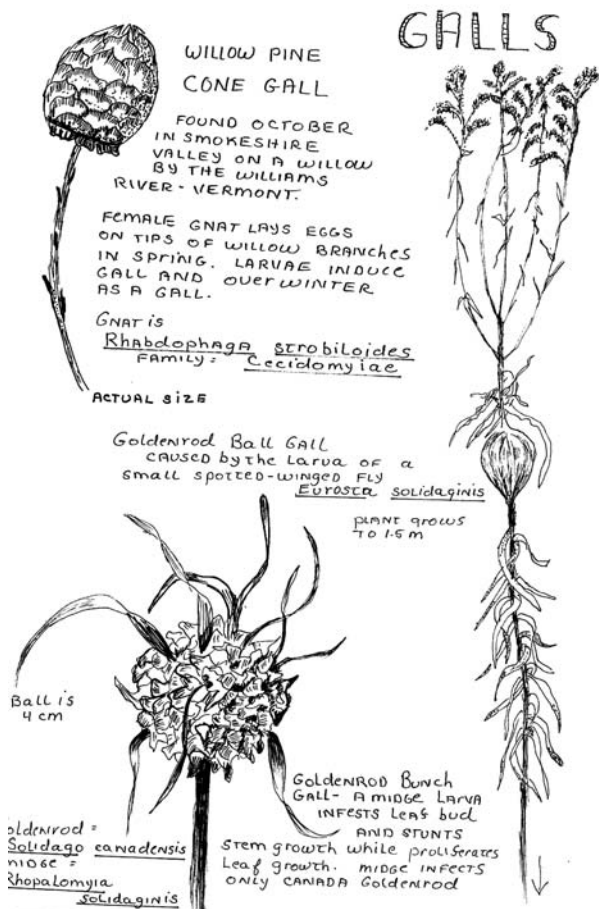 GALLS
WILLOW PINE
CONE GALL
FOUND OCTOBER
IN SMOKESHIRE
VALLEY ON A WILLOW
BY THE WILLIAMS
RIVER - VERMONT.
FEMALE GNAT LAYS EGGS
ON TIPS OF WILLOW BRANCHES
IN SPRING. LARVAE INDUCE
GALL AND OVERWINTER
AS A GALL.
GNAT is
Rhabdophaga strobiloides
FAMILY = Cecidomyiae
ACTUAL SIZE
Goldenrod Ball Gall
CAUSED by the Larva OF a
SMALL SPOTTED-WINGED FLY
Eurosta solidaginis
PLANT GROWS
TO 1.5 m
Ball is
4 cm
Goldenrod Bunch
GALL - A MIDGE LARVA
INFESTS Leaf bud
AND STUNTS
Stem growth while proliferates
Leaf growth. MIDGE INFECTS
ONLY CANADA Goldenrod
oldenrod =
Solidago canadensis
MIDGE =
Rhopalomyia
solidaginis